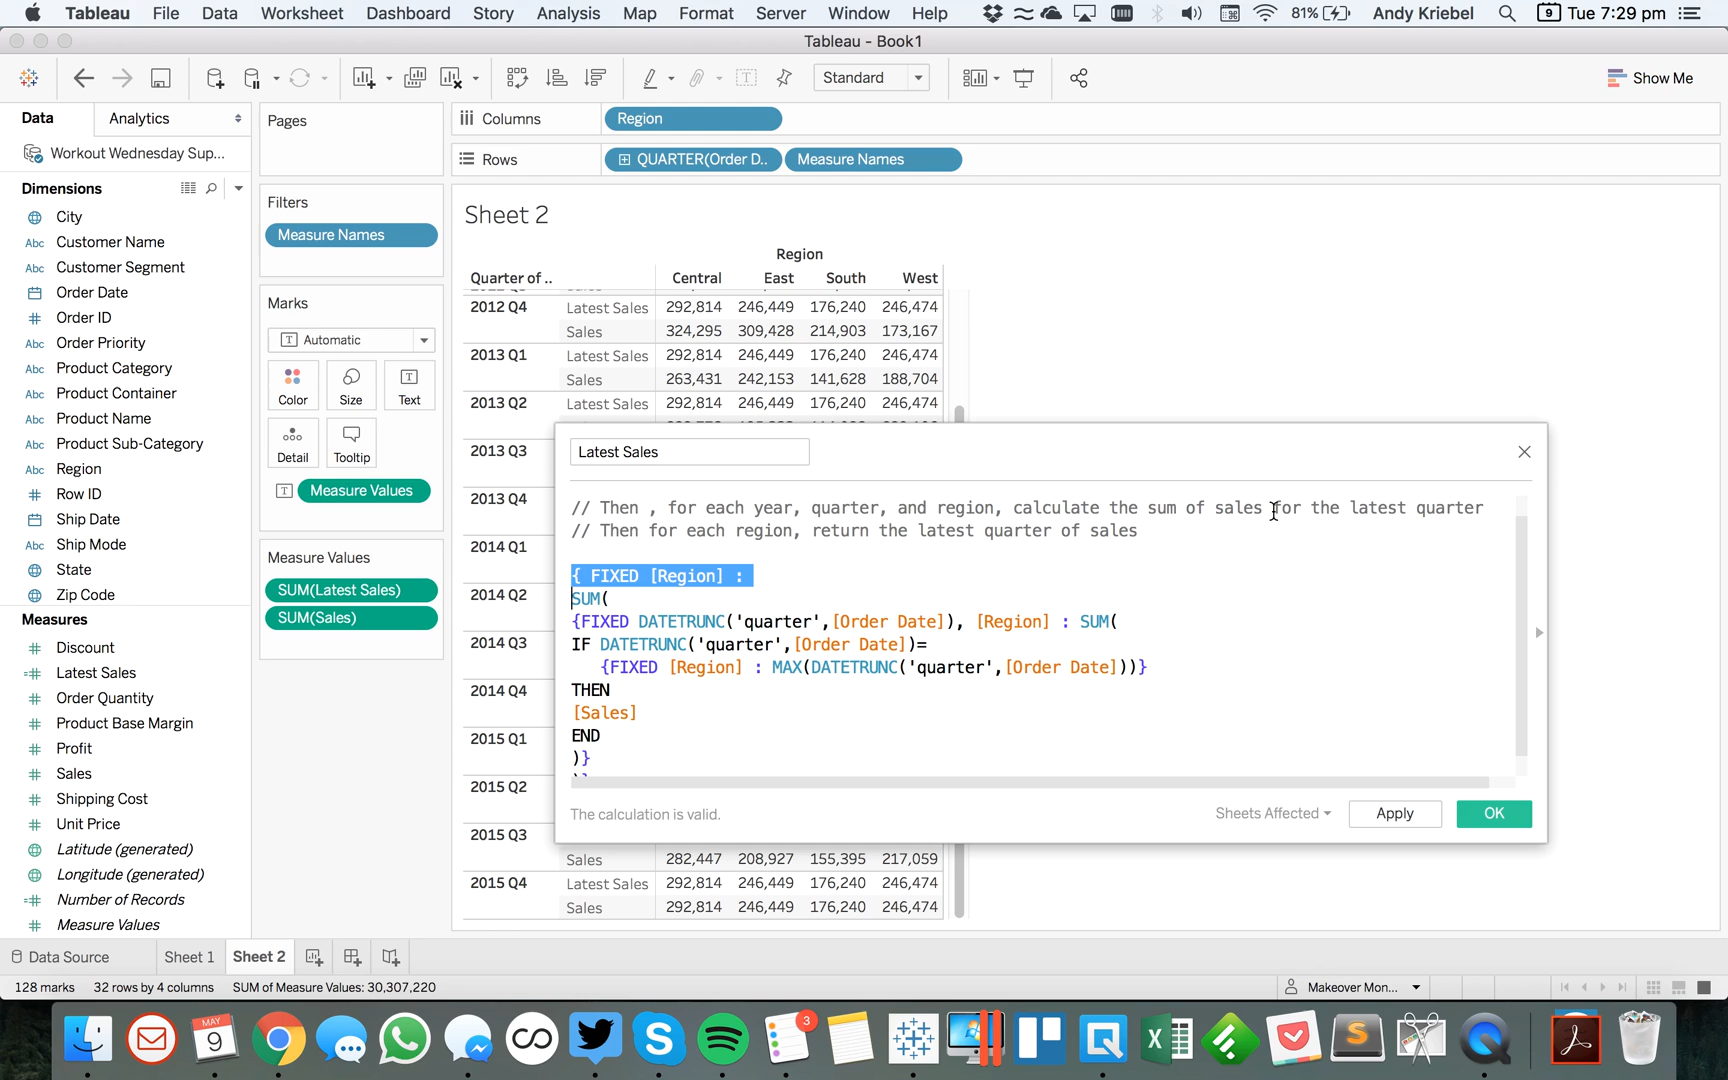 Tableau File Data Worksheet Dashboard Story Analysis Map Format Server Window Help 81% Andy Kriebel 9 Tue 7:29 pm
Tableau - Book1
Standard Show Me
Data Analytics
Workout Wednesday Sup...
Dimensions
City
Abc Customer Name
Abc Customer Segment
Order Date
Order ID
Abc Order Priority
Abc Product Category
Abc Product Container
Abc Product Name
Abc Product Sub-Category
Abc Region
Row ID
Ship Date
Abc Ship Mode
State
Zip Code
Measures
Discount
Latest Sales
Order Quantity
Product Base Margin
Profit
Sales
Shipping Cost
Unit Price
Latitude (generated)
Longitude (generated)
Number of Records
Measure Values
Pages
Filters
Measure Names
Marks
Automatic
Color Size Text
Detail Tooltip
Measure Values
Measure Values
SUM(Latest Sales)
SUM(Sales)
Columns Region
Rows QUARTER(Order D.. Measure Names
Sheet 2
Region
Quarter of .. Central East South West
2012 Q4 Latest Sales 292,814 246,449 176,240 246,474
Sales 324,295 309,428 214,903 173,167
2013 Q1 Latest Sales 292,814 246,449 176,240 246,474
Sales 263,431 242,153 141,628 188,704
2013 Q2 Latest Sales 292,814 246,449 176,240 246,474
2013 Q3
2013 Q4
2014 Q1
2014 Q2
2014 Q3
2014 Q4
2015 Q1
2015 Q2
2015 Q3
Sales 282,447 208,927 155,395 217,059
2015 Q4 Latest Sales 292,814 246,449 176,240 246,474
Sales 292,814 246,449 176,240 246,474
Latest Sales
// Then , for each year, quarter, and region, calculate the sum of sales for the latest quarter
// Then for each region, return the latest quarter of sales
{ FIXED [Region] :
SUM(
{FIXED DATETRUNC('quarter',[Order Date]), [Region] : SUM(
IF DATETRUNC('quarter',[Order Date])=
{FIXED [Region] : MAX(DATETRUNC('quarter',[Order Date]))}
THEN
[Sales]
END
)}
The calculation is valid. Sheets Affected Apply OK
Data Source Sheet 1 Sheet 2
128 marks 32 rows by 4 columns SUM of Measure Values: 30,307,220 Makeover Mon...
MAY
9
3